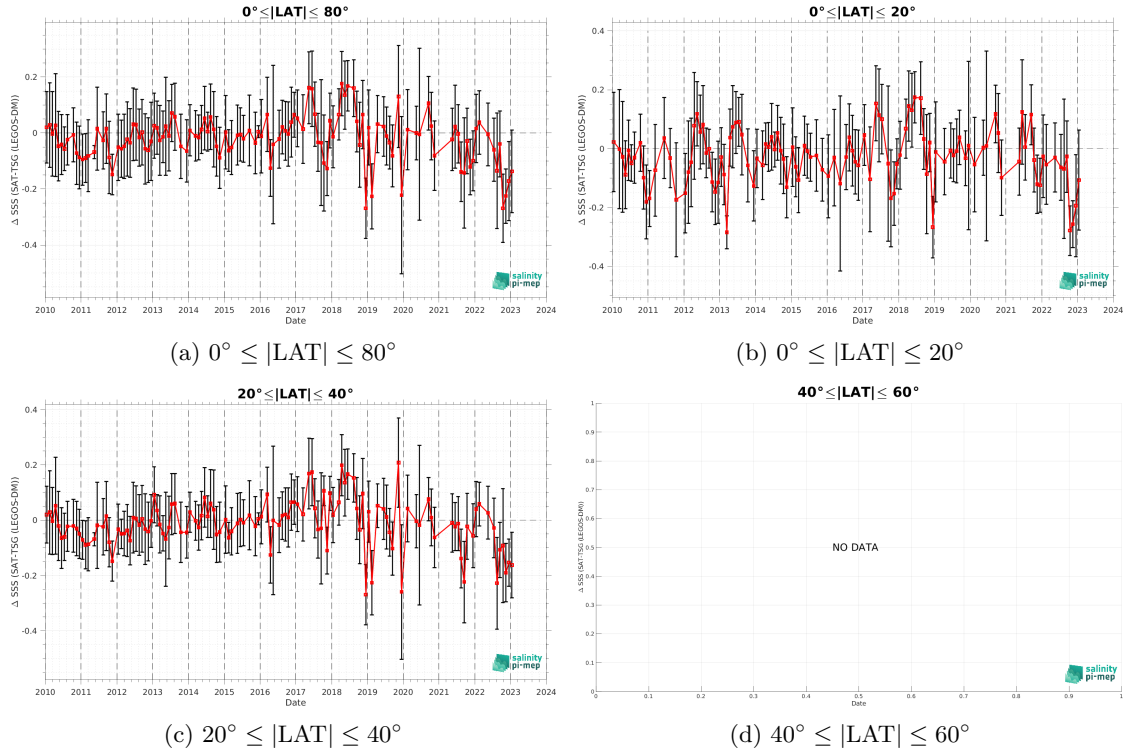 0°≤|LAT|≤ 80°
Δ SSS (SAT-TSG (LEGOS-DM))
0.2
0
-0.2
-0.4
2010 2011 2012 2013 2014 2015 2016 2017 2018 2019 2020 2021 2022 2023 2024
Date
salinity
pi-mep
(a) 0° ≤ |LAT| ≤ 80°
0°≤|LAT|≤ 20°
Δ SSS (SAT-TSG (LEGOS-DM))
0.4
0.2
0
-0.2
-0.4
2010 2011 2012 2013 2014 2015 2016 2017 2018 2019 2020 2021 2022 2023 2024
Date
salinity
pi-mep
(b) 0° ≤ |LAT| ≤ 20°
20°≤|LAT|≤ 40°
Δ SSS (SAT-TSG (LEGOS-DM))
0.4
0.2
0
-0.2
-0.4
2010 2011 2012 2013 2014 2015 2016 2017 2018 2019 2020 2021 2022 2023 2024
Date
salinity
pi-mep
(c) 20° ≤ |LAT| ≤ 40°
40°≤|LAT|≤ 60°
Δ SSS (SAT-TSG (LEGOS-DM))
1
0.9
0.8
0.7
0.6
0.5
0.4
0.3
0.2
0.1
0
NO DATA
0 0.1 0.2 0.3 0.4 0.5 0.6 0.7 0.8 0.9 1
Date
salinity
pi-mep
(d) 40° ≤ |LAT| ≤ 60°